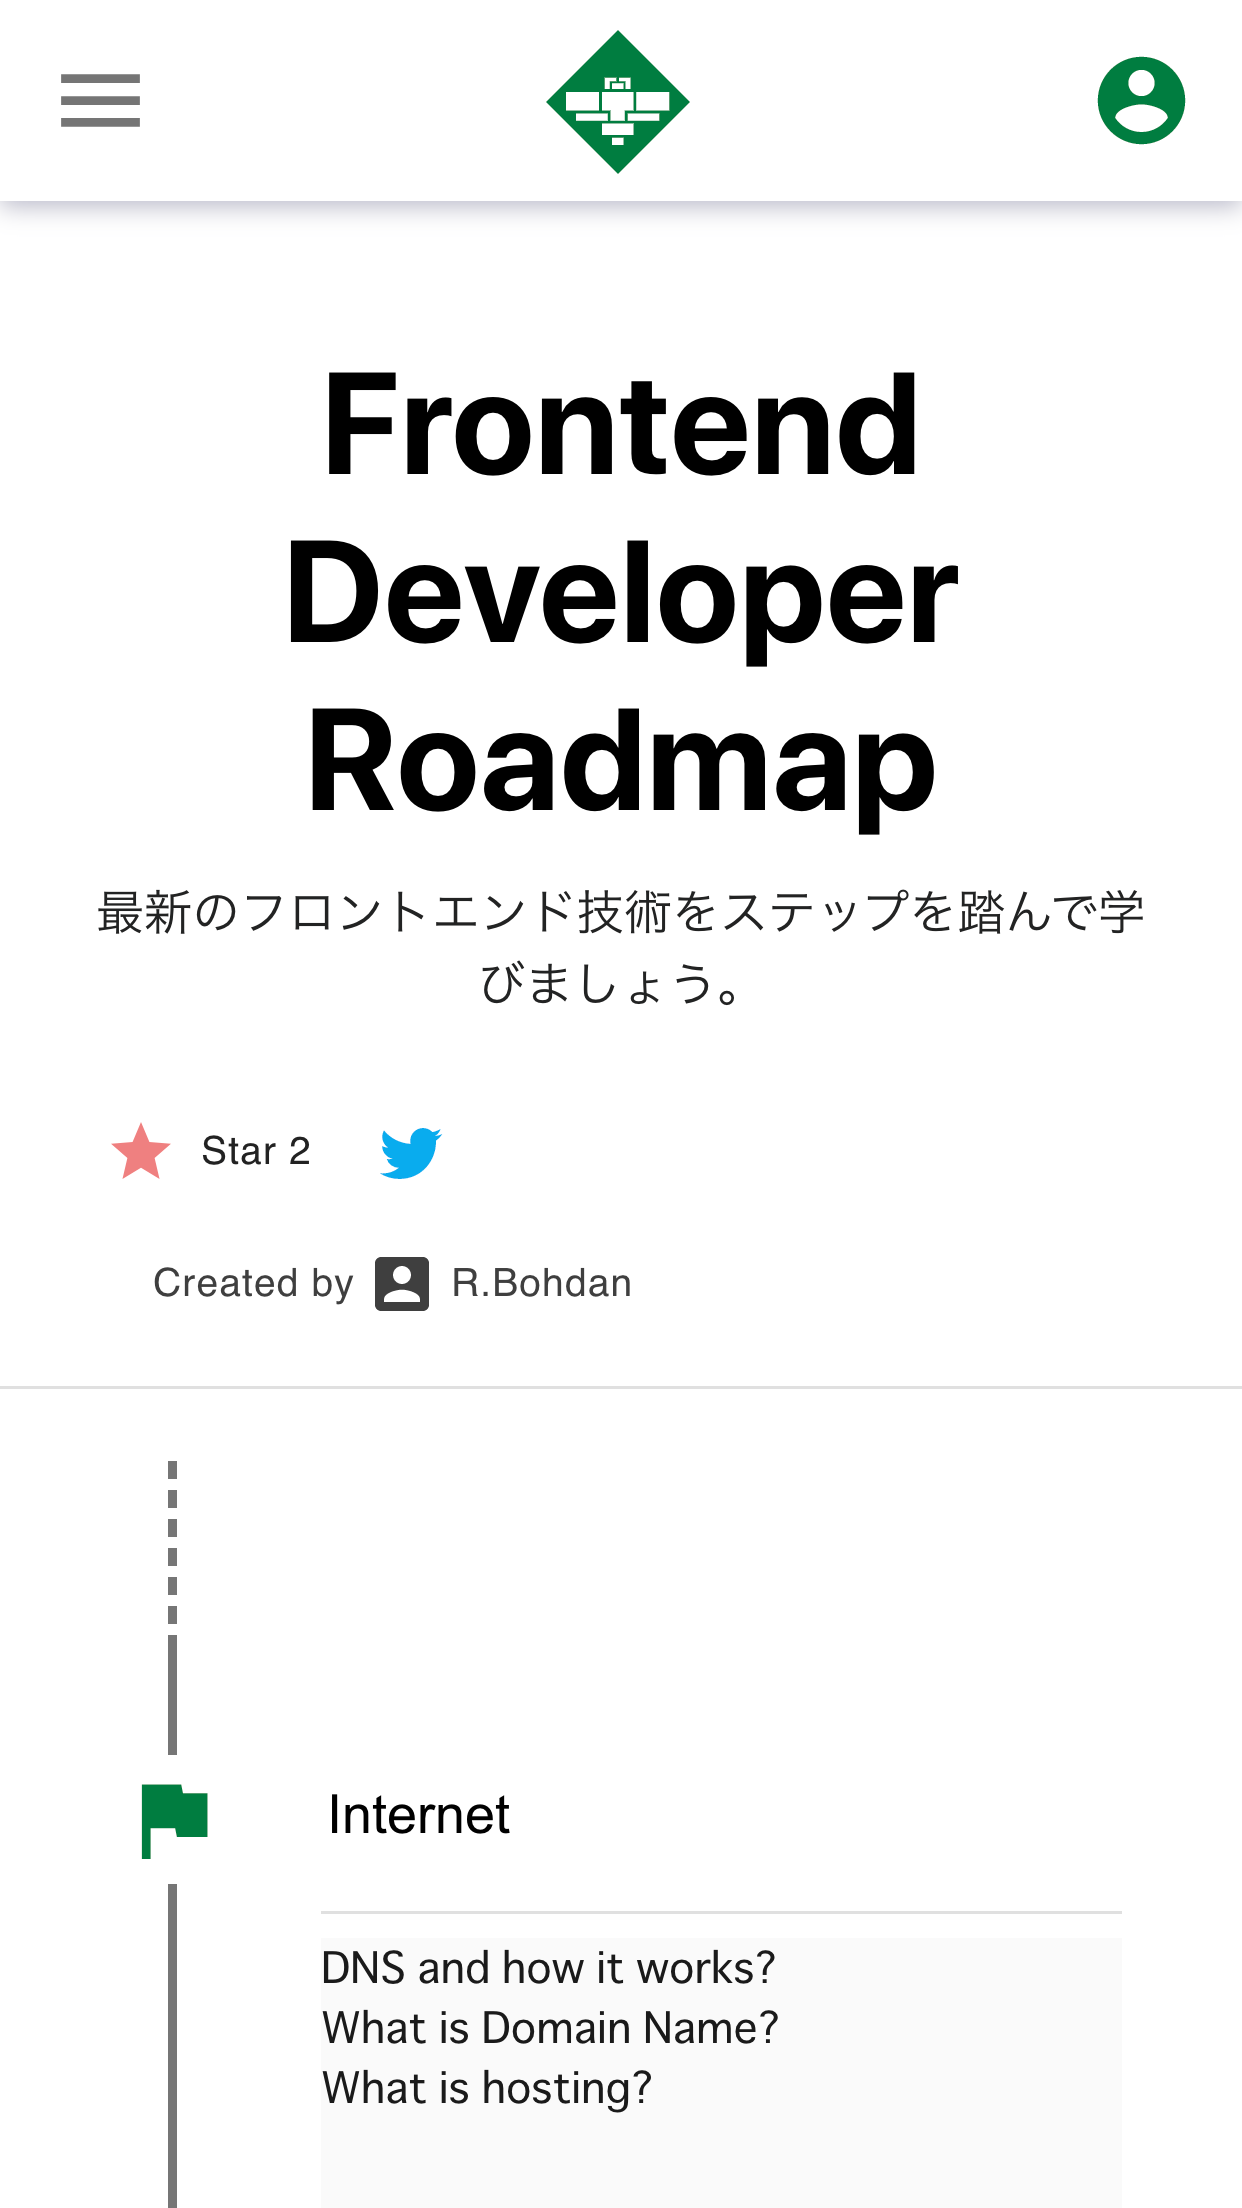 Frontend
Developer
Roadmap
最新のフロントエンド技術をステップを踏んで学
びましょう。
Star 2
Created by R.Bohdan
Internet
DNS and how it works?
What is Domain Name?
What is hosting?